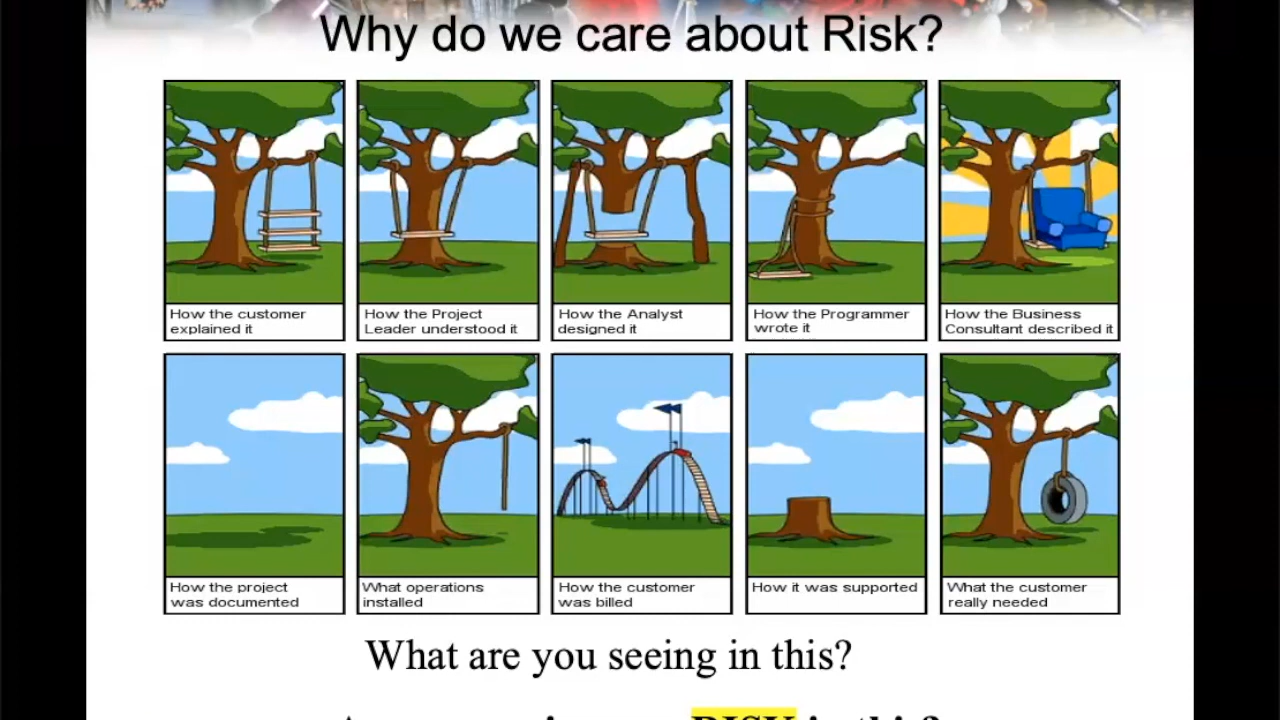 Why do we care about Risk?
How the customer
explained it
How the Project
Leader understood it
How the Analyst
designed it
How the Programmer
wrote it
How the Business
Consultant described it
How the project
was documented
What operations
installed
How the customer
was billed
How it was supported
What the customer
really needed
What are you seeing in this?
RISK in this?